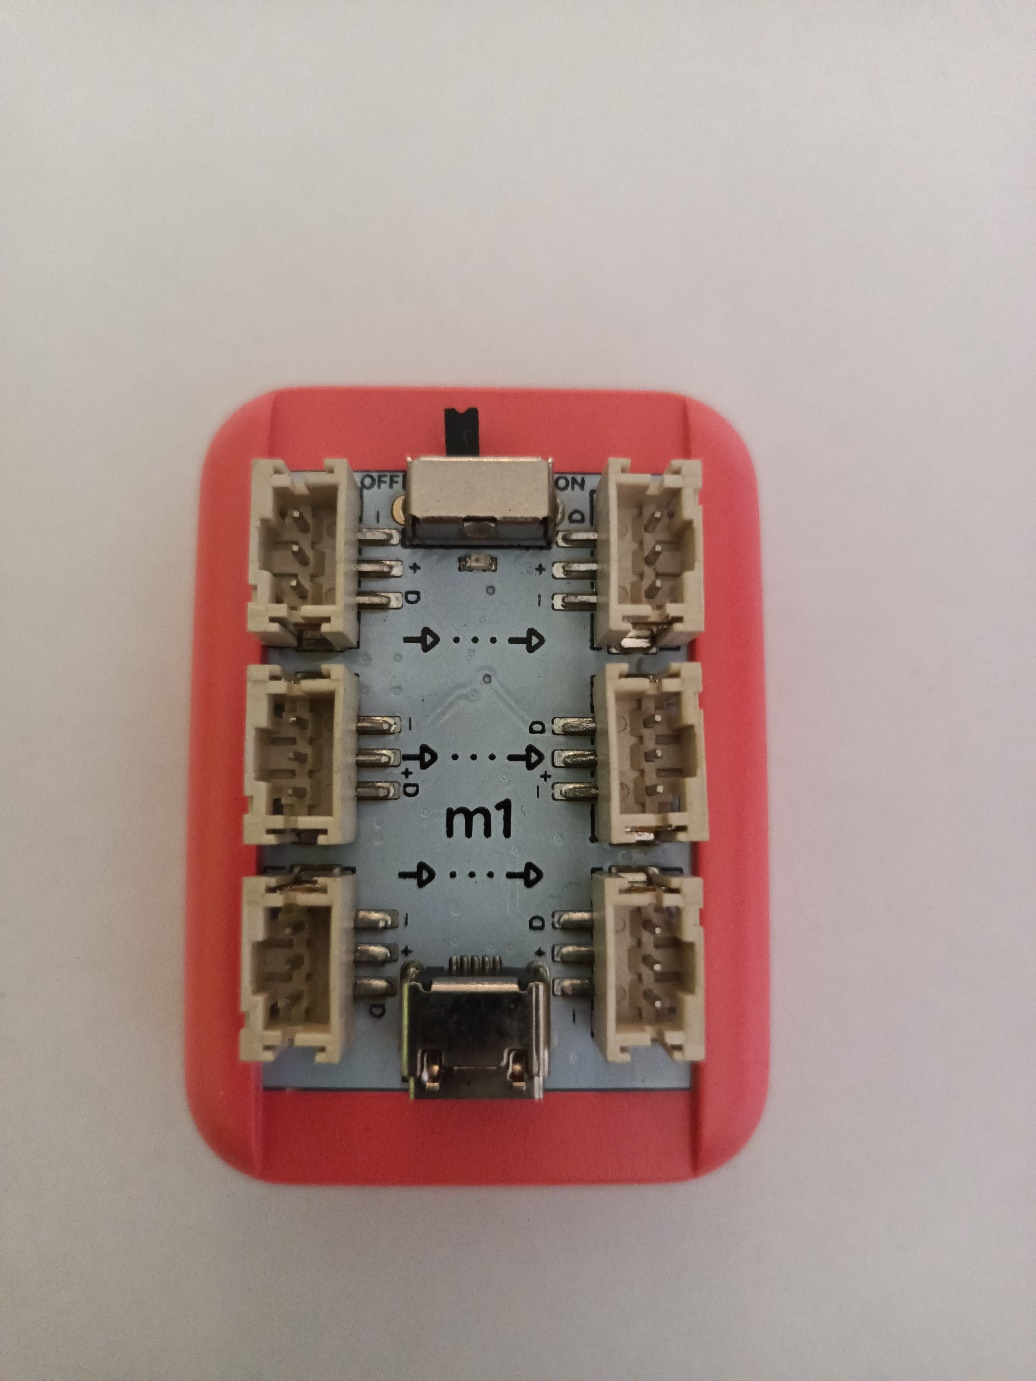 OFF ON
- D
+ +
D -
- D
+ +
D -
m1
- D
+ +
D -